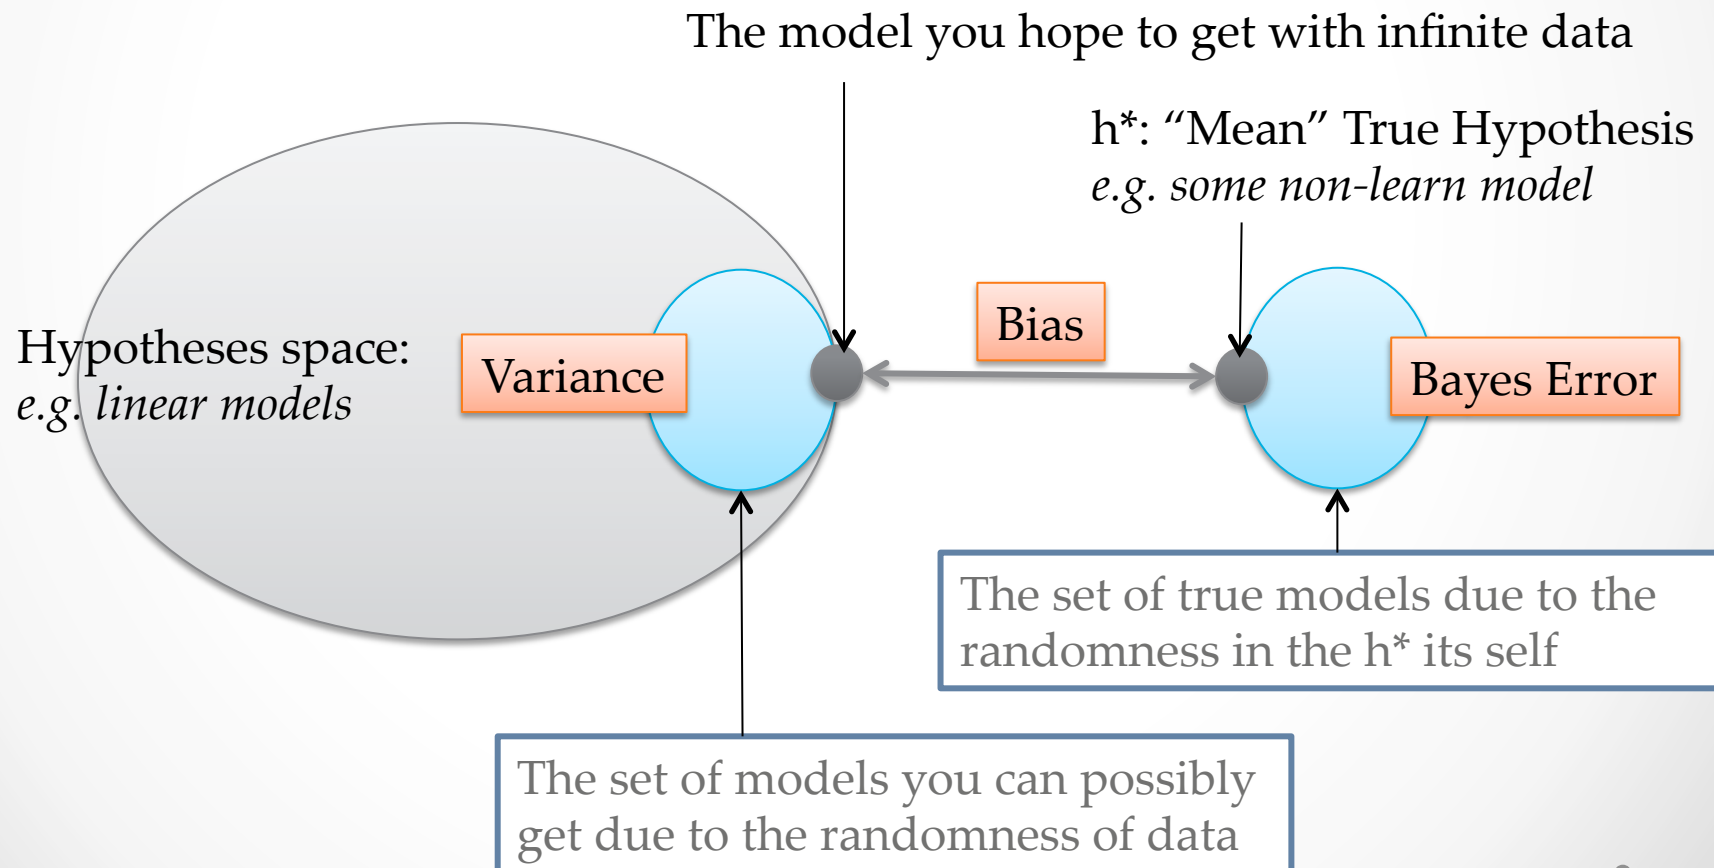 The model you hope to get with infinite data
h*: “Mean” True Hypothesis
e.g. some non-learn model
Bias
Hypotheses space:
e.g. linear models
Variance
Bayes Error
The set of true models due to the
randomness in the h* its self
The set of models you can possibly
get due to the randomness of data